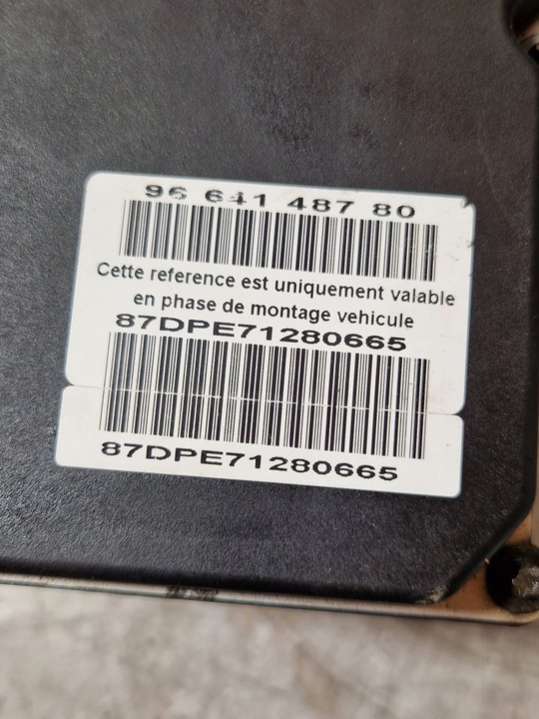 96 641 487 80
Cette reference est uniquement valable
en phase de montage vehicule
87DPE71280665
87DPE71280665